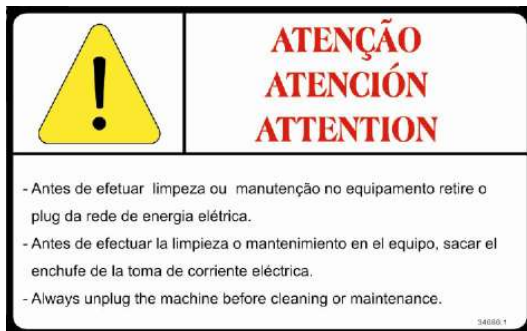 ATENÇÃO
ATENCIÓN
ATTENTION
- Antes de efetuar limpeza ou manutenção no equipamento retire o
plug da rede de energia elétrica.
- Antes de efectuar la limpieza o mantenimiento en el equipo, sacar el
enchufe de la toma de corriente eléctrica.
- Always unplug the machine before cleaning or maintenance.